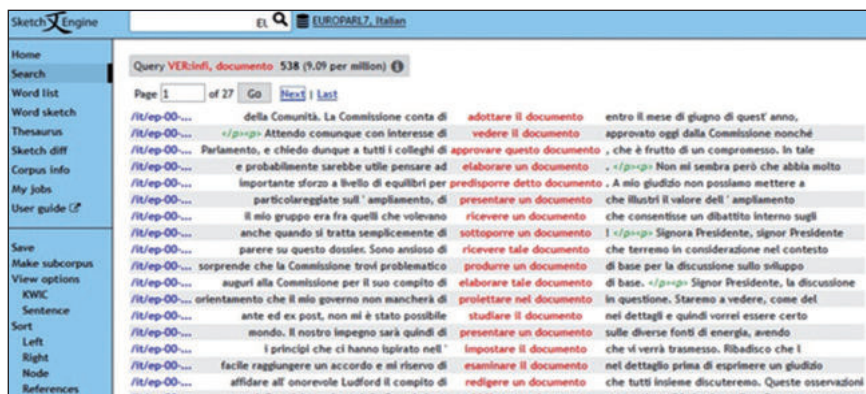 Sketch Engine
EL EUROPARL7, Italian
Home
Search
Word list
Word sketch
Thesaurus
Sketch diff
Corpus info
My jobs
User guide
Save
Make subcorpus
View options
KWIC
Sentence
Sort
Left
Right
Node
References
Query VER:infi, documento 538 (9.09 per million)
Page 1 of 27 Go Next | Last
/it/ep-00-... della Comunità. La Commissione conta di adottare il documento entro il mese di giugno di quest' anno,
/it/ep-00-... </p><p> Attendo comunque con interesse di vedere il documento approvato oggi dalla Commissione nonché
/it/ep-00-... Parlamento, e chiedo dunque a tutti i colleghi di approvare questo documento , che è frutto di un compromesso. In tale
/it/ep-00-... e probabilmente sarebbe utile pensare ad elaborare un documento . </p><p> Non mi sembra però che abbia molto
/it/ep-00-... importante sforzo a livello di equilibri per predisporre detto documento . A mio giudizio non possiamo mettere a
/it/ep-00-... particolareggiate sull ' ampliamento, di presentare un documento che illustri il valore dell ' ampliamento
/it/ep-00-... il mio gruppo era fra quelli che volevano ricevere un documento che consentisse un dibattito interno sugli
/it/ep-00-... anche quando si tratta semplicemente di sottoporre un documento ! </p><p> Signora Presidente, signor Presidente
/it/ep-00-... parere su questo dossier. Sono ansioso di ricevere tale documento che terremo in considerazione nel contesto
/it/ep-00-... sorprende che la Commissione trovi problematico produrre un documento di base per la discussione sullo sviluppo
/it/ep-00-... auguri alla Commissione per il suo compito di elaborare tale documento di base. </p><p> Signor Presidente, la discussione
/it/ep-00-... orientamento che il mio governo non mancherà di proiettare nel documento in questione. Staremo a vedere, come del
/it/ep-00-... ante ed ex post, non mi è stato possibile studiare il documento nei dettagli e quindi vorrei essere certo
/it/ep-00-... mondo. Il nostro impegno sarà quindi di presentare un documento sulle diverse fonti di energia, avendo
/it/ep-00-... i principi che ci hanno ispirato nell ' impostare il documento che vi verrà trasmesso. Ribadisco che l
/it/ep-00-... facile raggiungere un accordo e mi riservo di esaminare il documento nel dettaglio prima di esprimere un giudizio
/it/ep-00-... affidare all' onorevole Ludford il compito di redigere un documento che tutti insieme discuteremo. Queste osservazioni